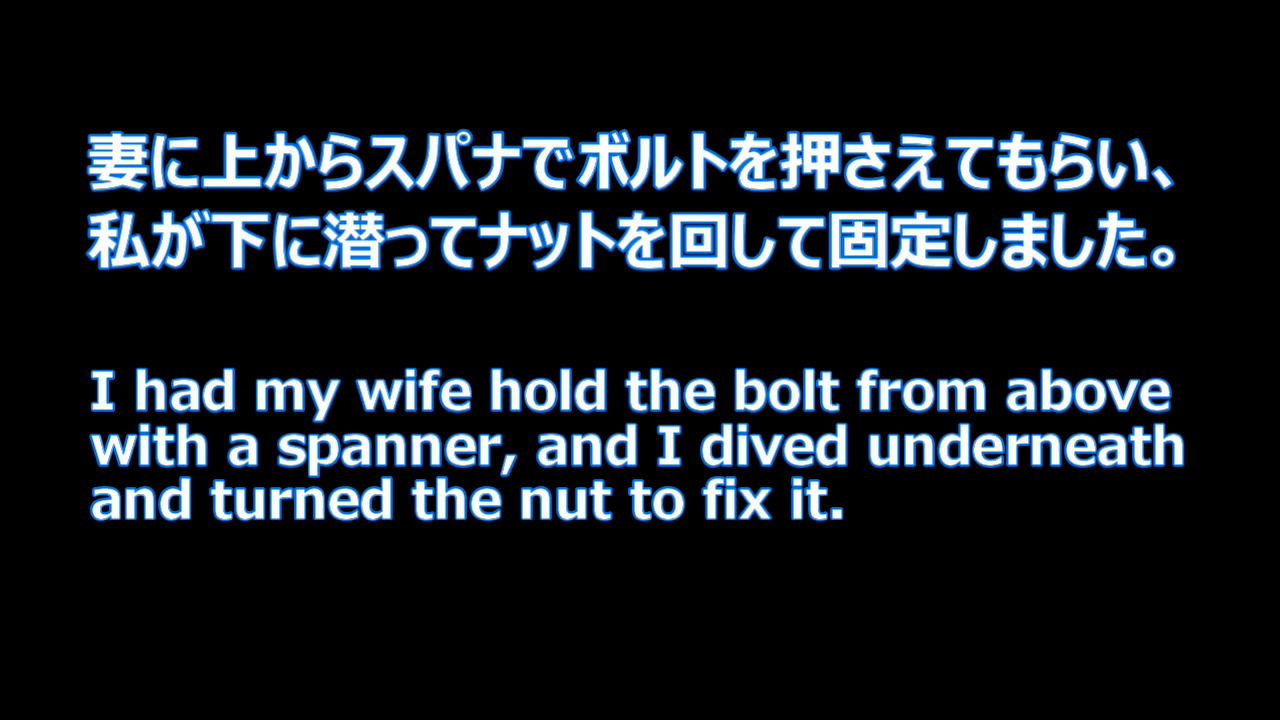 妻に上からスパナでボルトを押さえてもらい、
私が下に潜ってナットを回して固定しました。
I had my wife hold the bolt from above
with a spanner, and I dived underneath
and turned the nut to fix it.